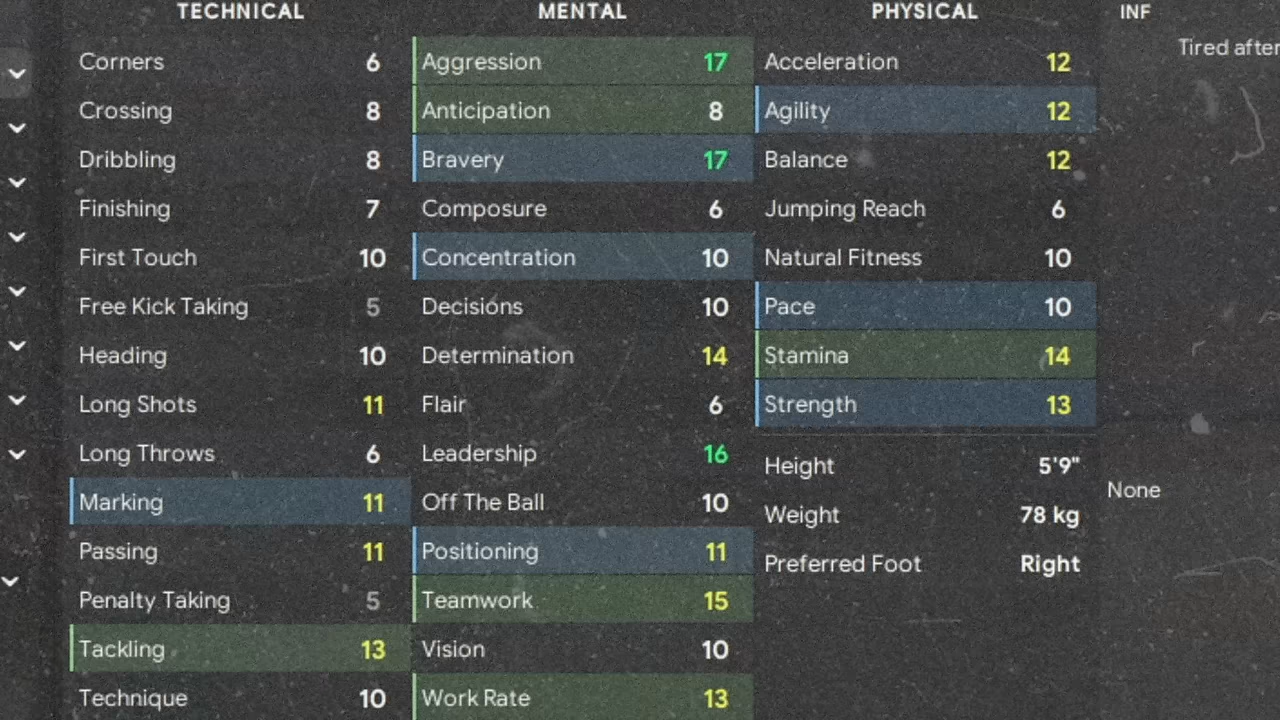 TECHNICAL
Corners 6
Crossing 8
Dribbling 8
Finishing 7
First Touch 10
Free Kick Taking 5
Heading 10
Long Shots 11
Long Throws 6
Marking 11
Passing 11
Penalty Taking 5
Tackling 13
Technique 10
MENTAL
Aggression 17
Anticipation 8
Bravery 17
Composure 6
Concentration 10
Decisions 10
Determination 14
Flair 6
Leadership 16
Off The Ball 10
Positioning 11
Teamwork 15
Vision 10
Work Rate 13
PHYSICAL
Acceleration 12
Agility 12
Balance 12
Jumping Reach 6
Natural Fitness 10
Pace 10
Stamina 14
Strength 13
Height 5'9"
Weight 78 kg
Preferred Foot Right
INF
Tired after
None